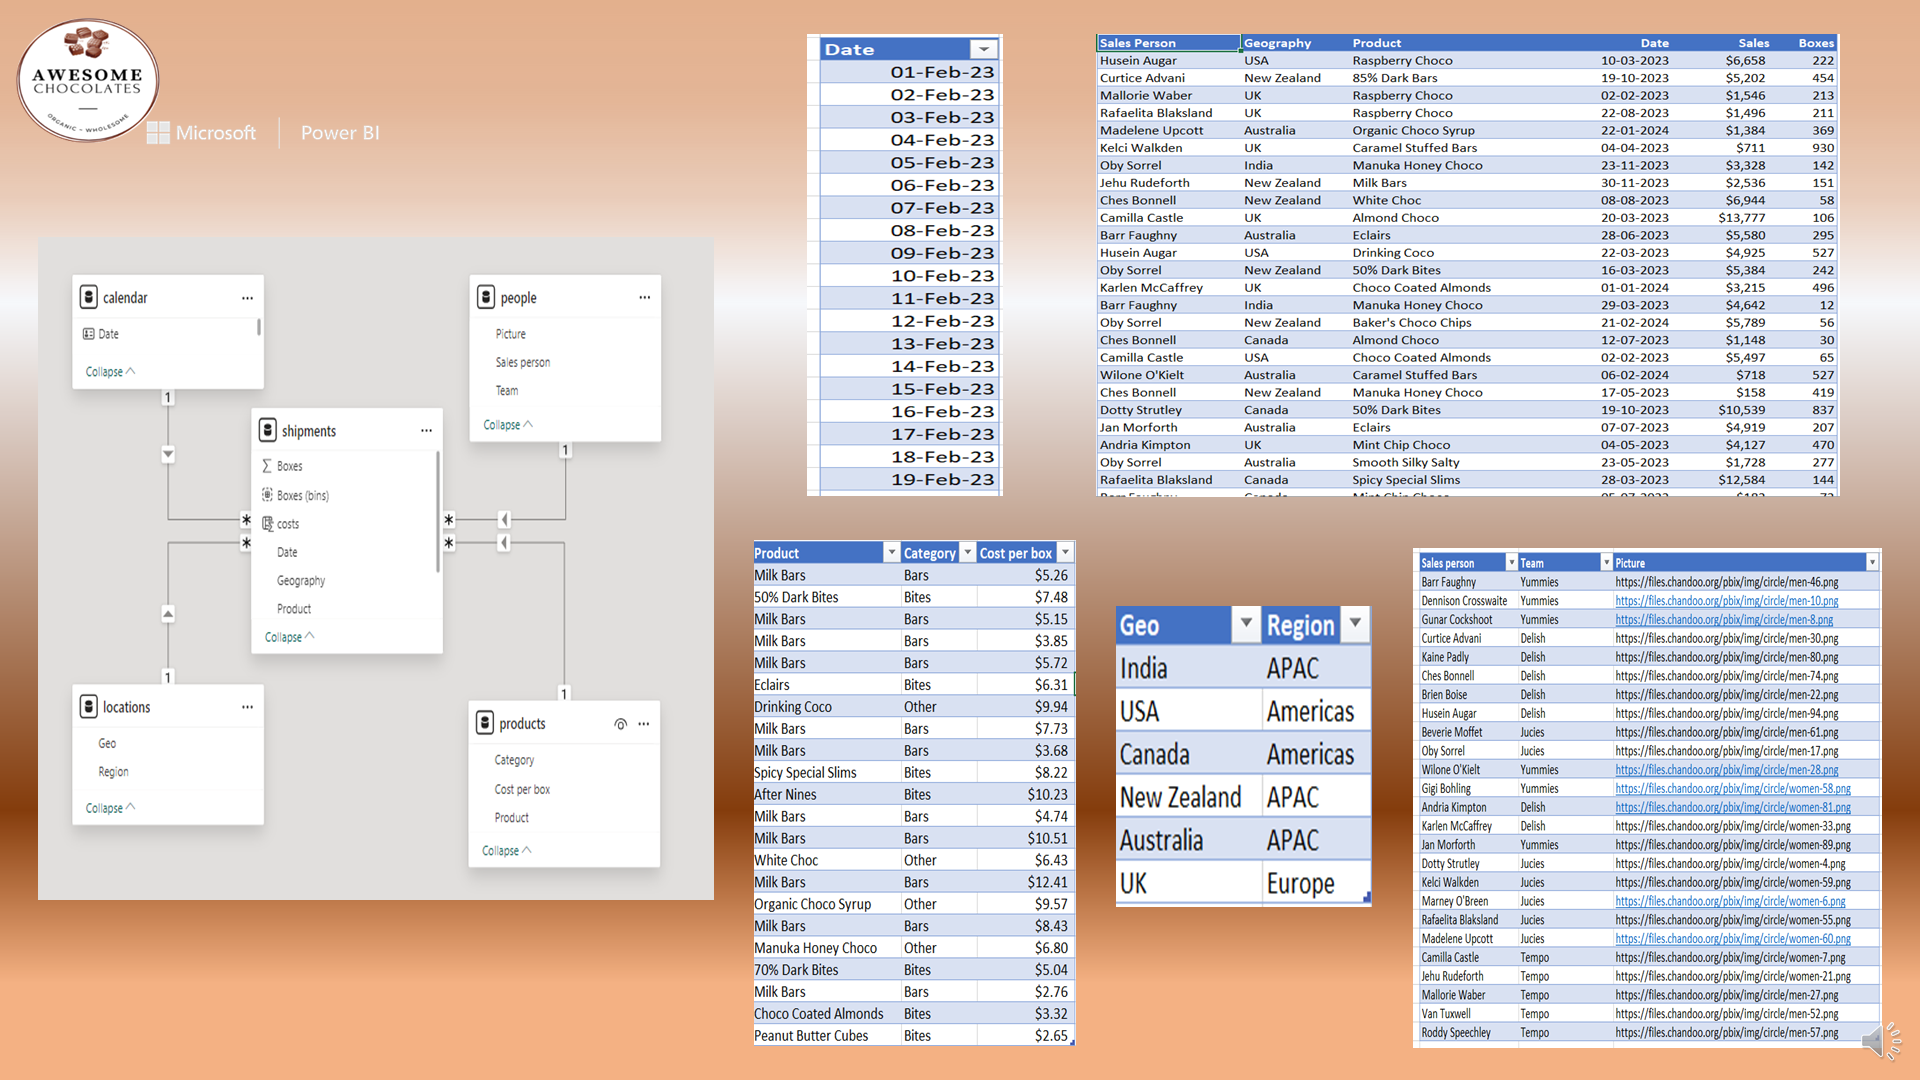 AWESOME
CHOCOLATES
ORGANIC - WHOLESOME
Microsoft | Power BI
calendar ...
Date
Collapse
people ...
Picture
Sales person
Team
Collapse
shipments ...
Boxes
Boxes (bins)
costs
Date
Geography
Product
Collapse
locations ...
Geo
Region
Collapse
products ...
Category
Cost per box
Product
Collapse
1
1
1
1
*
*
*
*
Date
01-Feb-23
02-Feb-23
03-Feb-23
04-Feb-23
05-Feb-23
06-Feb-23
07-Feb-23
08-Feb-23
09-Feb-23
10-Feb-23
11-Feb-23
12-Feb-23
13-Feb-23
14-Feb-23
15-Feb-23
16-Feb-23
17-Feb-23
18-Feb-23
19-Feb-23
Sales Person Geography Product Date Sales Boxes
Husein Augar USA Raspberry Choco 10-03-2023 $6,658 222
Curtice Advani New Zealand 85% Dark Bars 19-10-2023 $5,202 454
Mallorie Waber UK Raspberry Choco 02-02-2023 $1,546 213
Rafaelita Blaksland UK Raspberry Choco 22-08-2023 $1,496 211
Madelene Upcott Australia Organic Choco Syrup 22-01-2024 $1,384 369
Kelci Walkden UK Caramel Stuffed Bars 04-04-2023 $711 930
Oby Sorrel India Manuka Honey Choco 23-11-2023 $3,328 142
Jehu Rudeforth New Zealand Milk Bars 30-11-2023 $2,536 151
Ches Bonnell New Zealand White Choc 08-08-2023 $6,944 58
Camilla Castle UK Almond Choco 20-03-2023 $13,777 106
Barr Faughny Australia Eclairs 28-06-2023 $5,580 295
Husein Augar USA Drinking Coco 22-03-2023 $4,925 527
Oby Sorrel New Zealand 50% Dark Bites 16-03-2023 $5,384 242
Karlen McCaffrey UK Choco Coated Almonds 01-01-2024 $3,215 496
Barr Faughny India Manuka Honey Choco 29-03-2023 $4,642 12
Oby Sorrel New Zealand Baker's Choco Chips 21-02-2024 $5,789 56
Ches Bonnell Canada Almond Choco 12-07-2023 $1,148 30
Camilla Castle USA Choco Coated Almonds 02-02-2023 $5,497 65
Wilone O'Kielt Australia Caramel Stuffed Bars 06-02-2024 $718 527
Ches Bonnell New Zealand Manuka Honey Choco 17-05-2023 $158 419
Dotty Strutley Canada 50% Dark Bites 19-10-2023 $10,539 837
Jan Morforth Australia Eclairs 07-07-2023 $4,919 207
Andria Kimpton UK Mint Chip Choco 04-05-2023 $4,127 470
Oby Sorrel Australia Smooth Silky Salty 23-05-2023 $1,728 277
Rafaelita Blaksland Canada Spicy Special Slims 28-03-2023 $12,584 144
Product Category Cost per box
Milk Bars Bars $5.26
50% Dark Bites Bites $7.48
Milk Bars Bars $5.15
Milk Bars Bars $3.85
Milk Bars Bars $5.72
Eclairs Bites $6.31
Drinking Coco Other $9.94
Milk Bars Bars $7.73
Milk Bars Bars $3.68
Spicy Special Slims Bites $8.22
After Nines Bites $10.23
Milk Bars Bars $4.74
Milk Bars Bars $10.51
White Choc Other $6.43
Milk Bars Bars $12.41
Organic Choco Syrup Other $9.57
Milk Bars Bars $8.43
Manuka Honey Choco Other $6.80
70% Dark Bites Bites $5.04
Milk Bars Bars $2.76
Choco Coated Almonds Bites $3.32
Peanut Butter Cubes Bites $2.65
Geo Region
India APAC
USA Americas
Canada Americas
New Zealand APAC
Australia APAC
UK Europe
Sales person Team Picture
Barr Faughny Yummies https://files.chandoo.org/pbix/img/circle/men-46.png
Dennison Crosswaite Yummies https://files.chandoo.org/pbix/img/circle/men-10.png
Gunar Cockshoot Yummies https://files.chandoo.org/pbix/img/circle/men-8.png
Curtice Advani Delish https://files.chandoo.org/pbix/img/circle/men-30.png
Kaine Padly Delish https://files.chandoo.org/pbix/img/circle/men-80.png
Ches Bonnell Delish https://files.chandoo.org/pbix/img/circle/men-74.png
Brien Boise Delish https://files.chandoo.org/pbix/img/circle/men-22.png
Husein Augar Delish https://files.chandoo.org/pbix/img/circle/men-94.png
Beverie Moffet Jucies https://files.chandoo.org/pbix/img/circle/men-61.png
Oby Sorrel Jucies https://files.chandoo.org/pbix/img/circle/men-17.png
Wilone O'Kielt Yummies https://files.chandoo.org/pbix/img/circle/men-28.png
Gigi Bohling Yummies https://files.chandoo.org/pbix/img/circle/women-58.png
Andria Kimpton Delish https://files.chandoo.org/pbix/img/circle/women-81.png
Karlen McCaffrey Delish https://files.chandoo.org/pbix/img/circle/women-33.png
Jan Morforth Yummies https://files.chandoo.org/pbix/img/circle/women-89.png
Dotty Strutley Jucies https://files.chandoo.org/pbix/img/circle/women-4.png
Kelci Walkden Jucies https://files.chandoo.org/pbix/img/circle/women-59.png
Marney O'Breen Jucies https://files.chandoo.org/pbix/img/circle/women-6.png
Rafaelita Blaksland Jucies https://files.chandoo.org/pbix/img/circle/women-55.png
Madelene Upcott Jucies https://files.chandoo.org/pbix/img/circle/women-60.png
Camilla Castle Tempo https://files.chandoo.org/pbix/img/circle/women-7.png
Jehu Rudeforth Tempo https://files.chandoo.org/pbix/img/circle/women-21.png
Mallorie Waber Tempo https://files.chandoo.org/pbix/img/circle/men-27.png
Van Tuxwell Tempo https://files.chandoo.org/pbix/img/circle/men-52.png
Roddy Speechley Tempo https://files.chandoo.org/pbix/img/circle/men-57.png